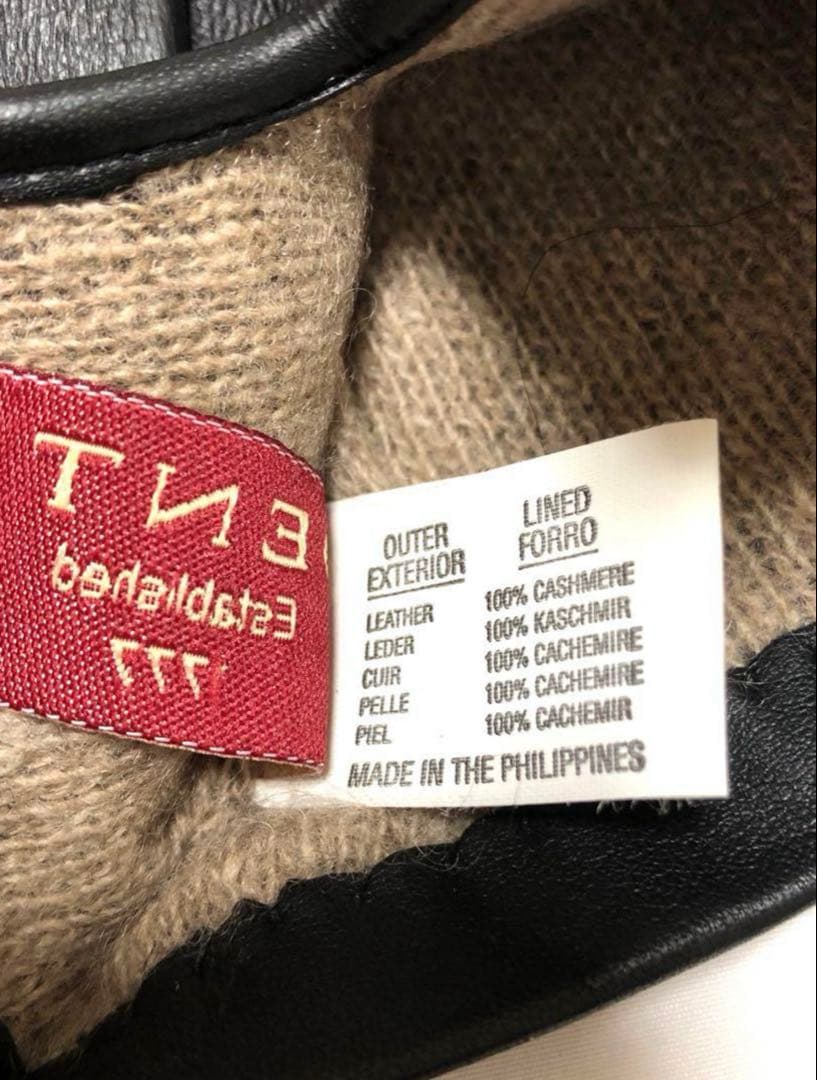 ENT
Established
1777
OUTER
EXTERIOR
LEATHER
LEDER
CUIR
PELLE
PIEL
LINED
FORRO
100% CASHMERE
100% KASCHMIR
100% CACHEMIRE
100% CACHEMIRE
100% CACHEMIR
MADE IN THE PHILIPPINES